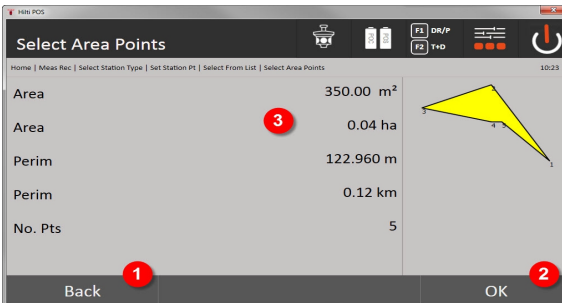 Hilti POS
Select Area Points
POC
POS
F1 DR/P
F2 T+D
Home | Meas Rec | Select Station Type | Set Station Pt | Select From List | Select Area Points
10:23
Area 350.00 m²
Area 0.04 ha
3
Perim 122.960 m
Perim 0.12 km
No. Pts 5
2
3
4 5
1
1
2
Back OK